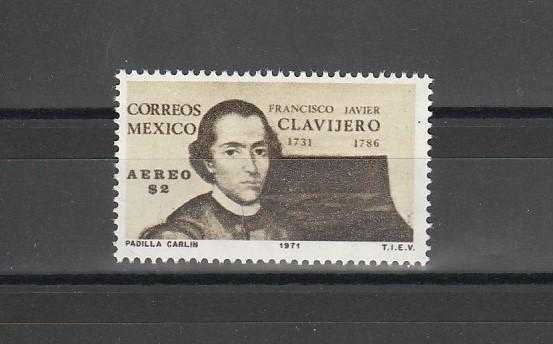 CORREOS
MEXICO
FRANCISCO JAVIER
CLAVIJERO
1731 1786
AEREO
$2
PADILLA CARLIN 1971 T.I.E.V.